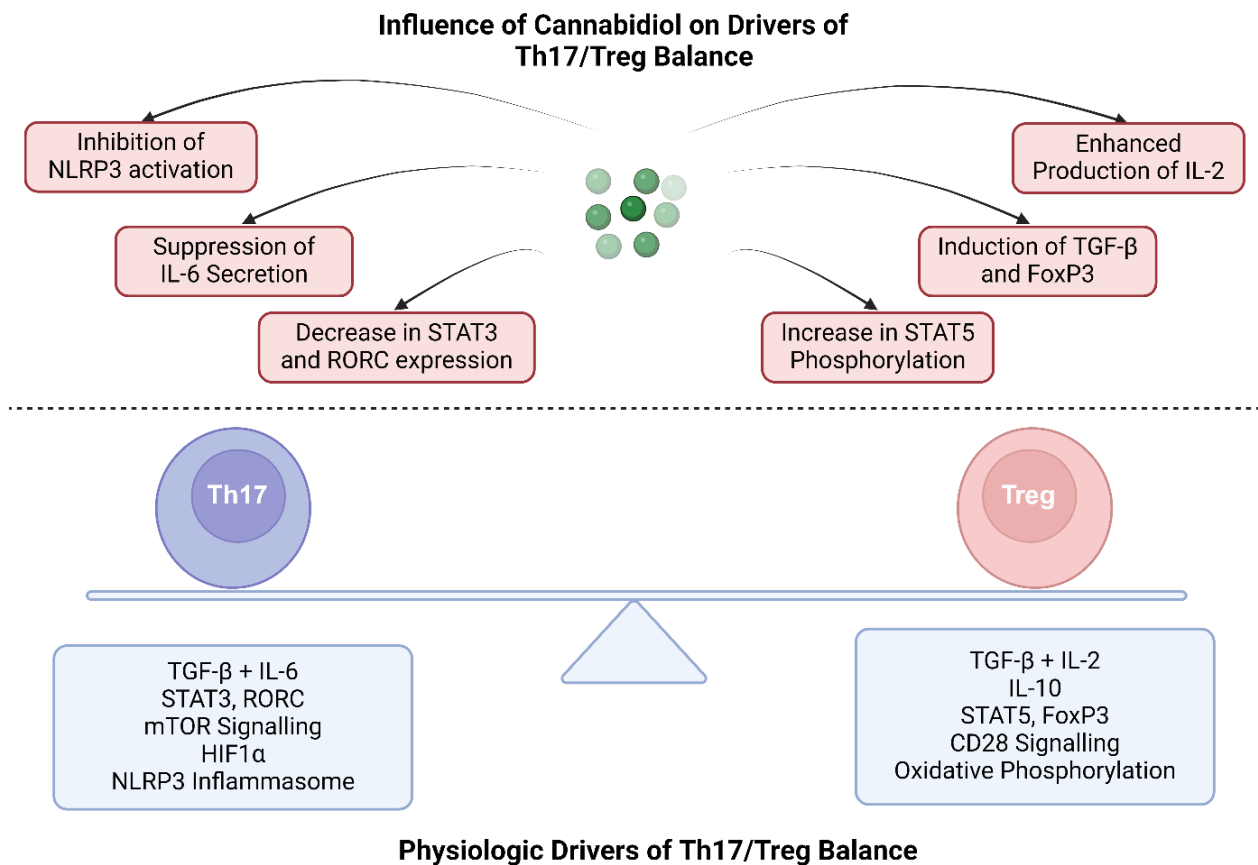 Influence of Cannabidiol on Drivers of
Th17/Treg Balance
Inhibition of
NLRP3 activation
Enhanced
Production of IL-2
Suppression of
IL-6 Secretion
Induction of TGF-β
and FoxP3
Decrease in STAT3
and RORC expression
Increase in STAT5
Phosphorylation
Th17
Treg
TGF-β + IL-6
STAT3, RORC
mTOR Signalling
HIF1α
NLRP3 Inflammasome
TGF-β + IL-2
IL-10
STAT5, FoxP3
CD28 Signalling
Oxidative Phosphorylation
Physiologic Drivers of Th17/Treg Balance